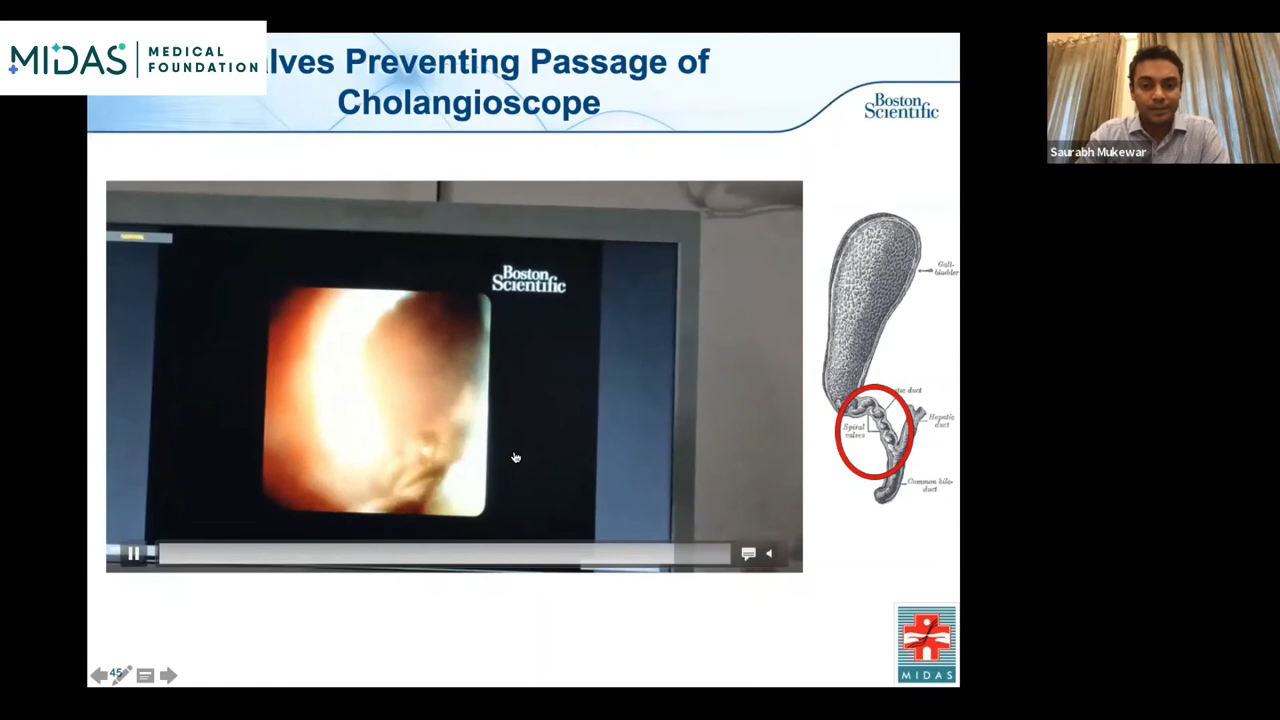 MIDAS
MEDICAL
FOUNDATION
lves Preventing Passage of
Cholangioscope
Boston
Scientific
Saurabh Mukewar
Boston
Scientific
Gall-
bladder
Hepatic
duct
Spiral
valves
Common bile-
duct
45
MIDAS